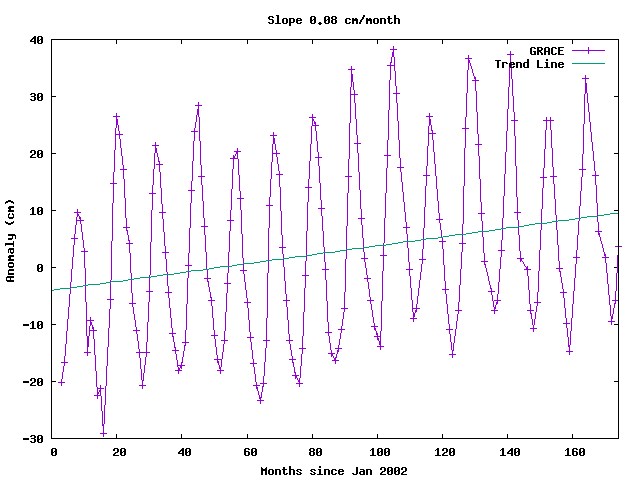 Slope 0.08 cm/month
40
30
20
10
0
-10
-20
-30
Anomaly (cm)
GRACE
Trend Line
20 40 60 80 100 120 140 160
Months since Jan 2002